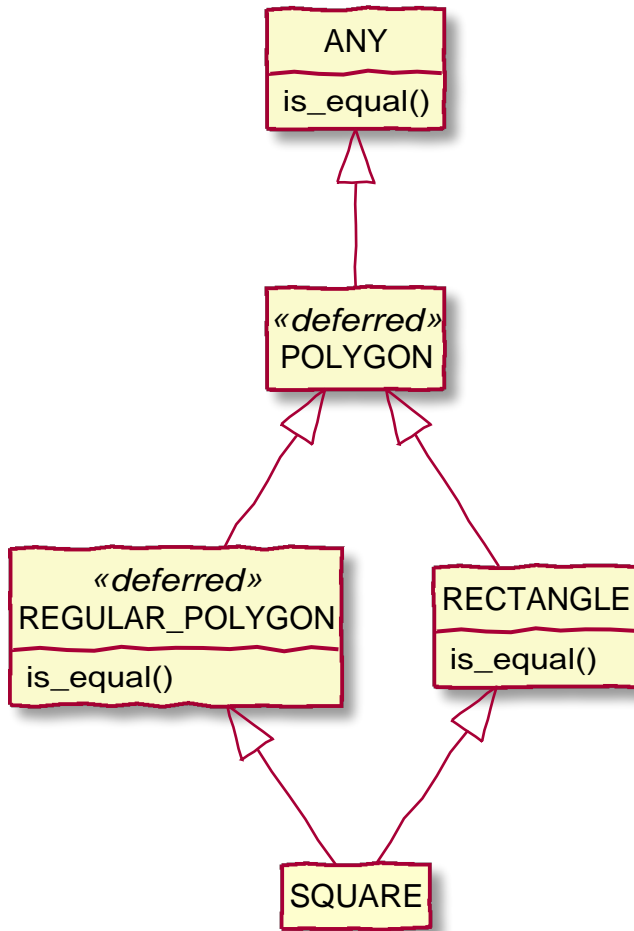 ANY
is_equal()
«deferred»
POLYGON
«deferred»
REGULAR_POLYGON
is_equal()
RECTANGLE
is_equal()
SQUARE